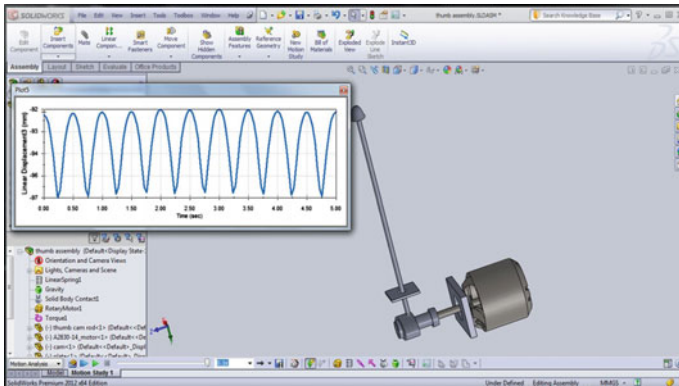 SOLIDWORKS File Edit View Insert Tools Toolbox Window Help thumb assembly.SLDASM * Search Knowledge Base
Edit Component Insert Components Mate Linear Compon... Smart Fasteners Move Component Show Hidden Components Assembly Features Reference Geometry New Motion Study Bill of Materials Exploded View Explode Line Sketch Instant3D
Assembly Layout Sketch Evaluate Office Products
Plot5
Linear Displacement3 (mm)
-92
-93
-94
-96
-97
0.00 0.50 1.00 1.50 2.00 2.50 3.00 3.50 4.00 4.50 5.00
Time (sec)
thumb assembly (Default<Display State-
Orientation and Camera Views
Lights, Cameras and Scene
LinearSpring1
Gravity
Solid Body Contact1
RotaryMotor1
Torque1
(-) thumb cam rod<1> (Default<<Def
(-) A2830-14_motor<1> (Default<<De
(-) cam<1> (Default<<Default>_Displ
Motion Analysis
Model Motion Study 1
SolidWorks Premium 2012 x64 Edition Under Defined Editing Assembly MMGS